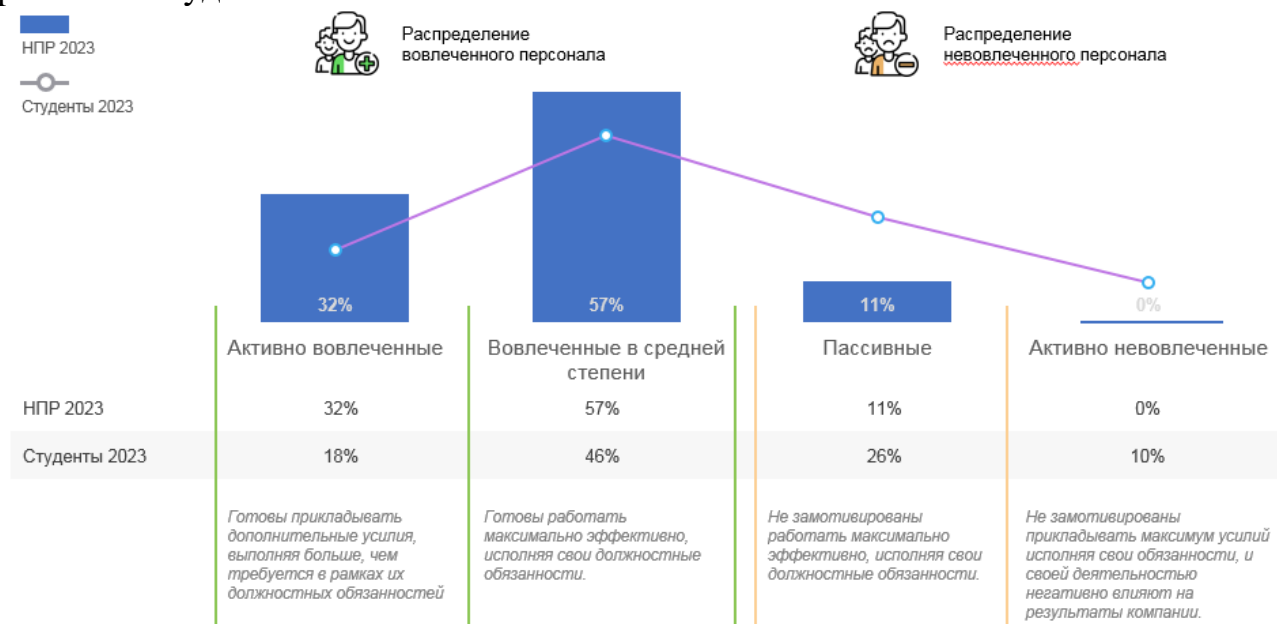 НПР 2023
Студенты 2023
Распределение
вовлеченного персонала
Распределение
невовлеченного персонала
32%
57%
11%
0%
Активно вовлеченные
Вовлеченные в средней
степени
Пассивные
Активно невовлеченные
НПР 2023 32% 57% 11% 0%
Студенты 2023 18% 46% 26% 10%
Готовы прикладывать
дополнительные усилия,
выполняя больше, чем
требуется в рамках их
должностных обязанностей
Готовы работать
максимально эффективно,
исполняя свои должностные
обязанности.
Не замотивированы
работать максимально
эффективно, исполняя свои
должностные обязанности.
Не замотивированы
прикладывать максимум усилий
исполняя свои обязанности, и
своей деятельностью
негативно влияют на
результаты компании.